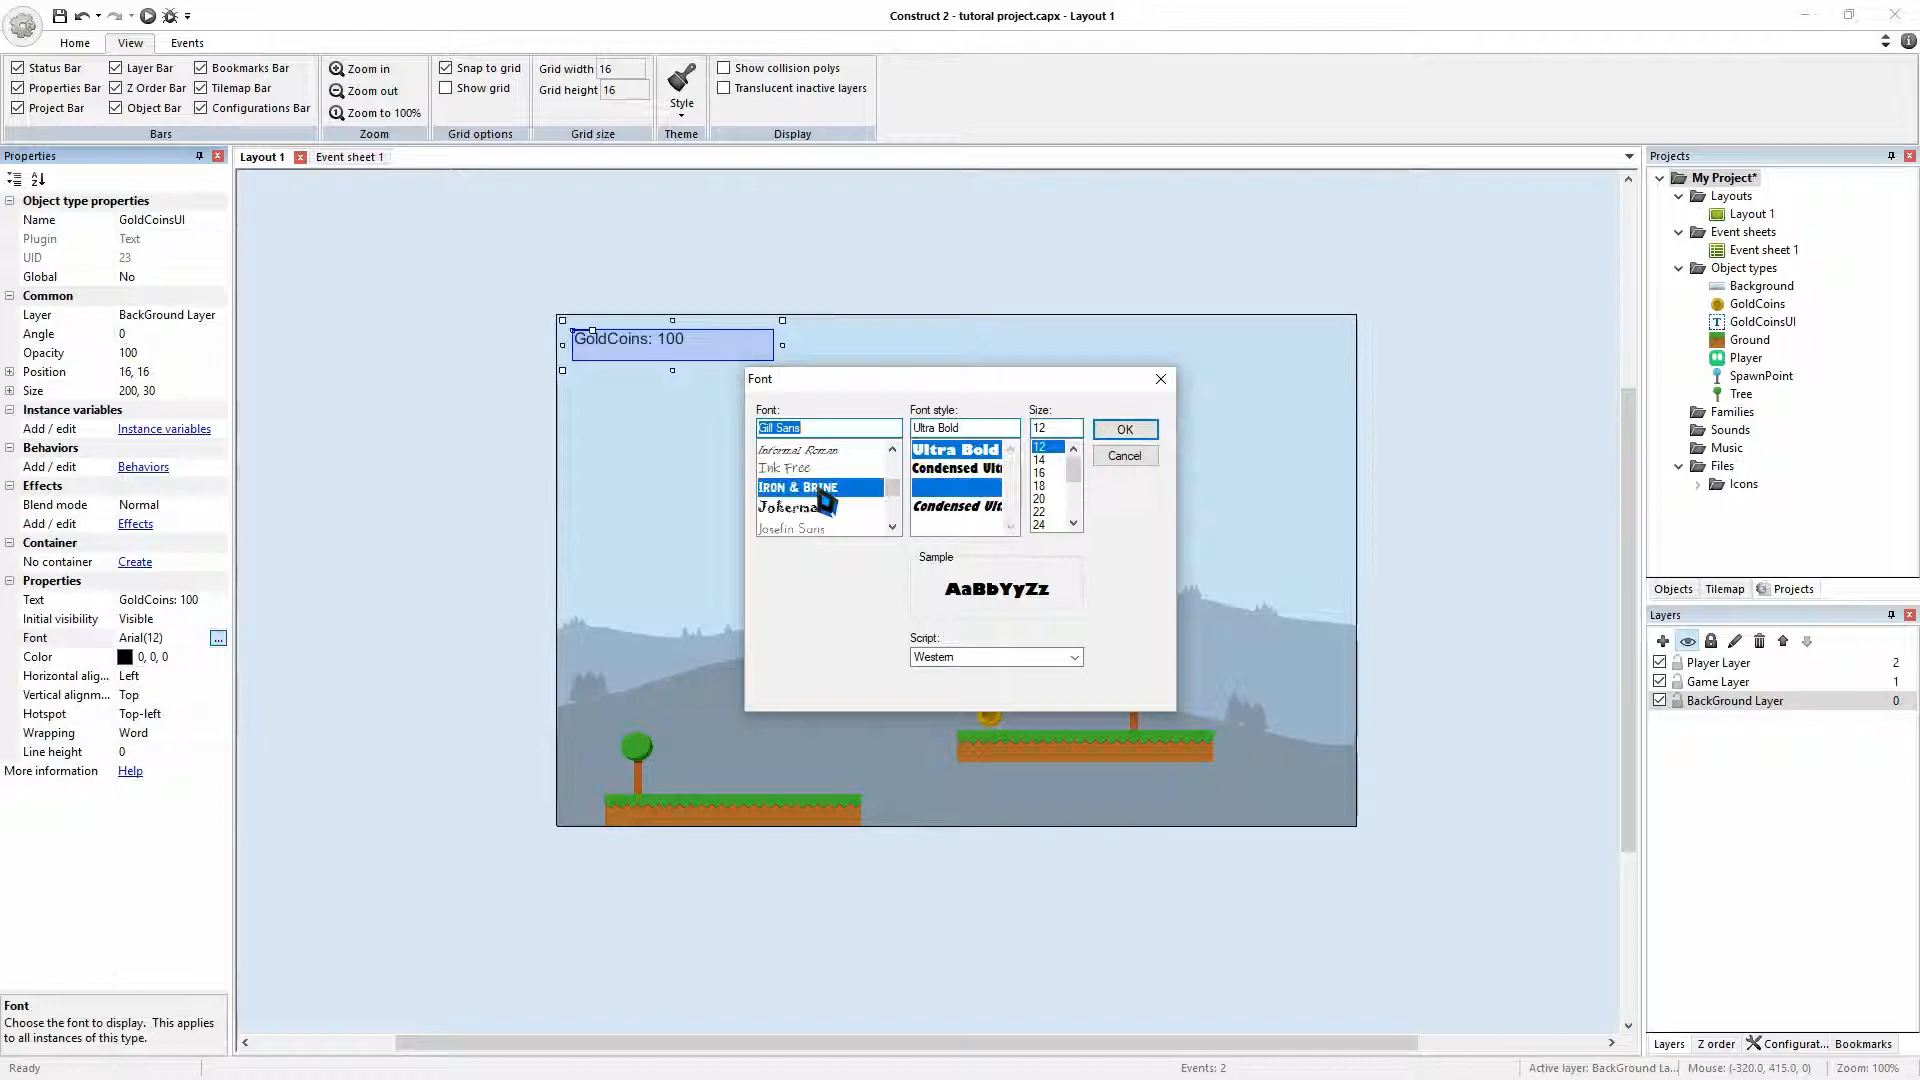 Construct 2 - tutoral project.capx - Layout 1
Home View Events
Status Bar Layer Bar Bookmarks Bar
Properties Bar Z Order Bar Tilemap Bar
Project Bar Object Bar Configurations Bar
Bars
Zoom in
Zoom out
Zoom to 100%
Zoom
Snap to grid
Show grid
Grid options
Grid width 16
Grid height 16
Grid size
Style
Theme
Show collision polys
Translucent inactive layers
Display
Properties
Object type properties
Name GoldCoinsUI
Plugin Text
UID 23
Global No
Common
Layer BackGround Layer
Angle 0
Opacity 100
Position 16, 16
Size 200, 30
Instance variables
Add / edit Instance variables
Behaviors
Add / edit Behaviors
Effects
Blend mode Normal
Add / edit Effects
Container
No container Create
Properties
Text GoldCoins: 100
Initial visibility Visible
Font Arial(12) ...
Color 0, 0, 0
Horizontal alig... Left
Vertical alignm... Top
Hotspot Top-left
Wrapping Word
Line height 0
More information Help
Font
Choose the font to display. This applies
to all instances of this type.
Layout 1 Event sheet 1
GoldCoins: 100
Font
Font:
Gill Sans
Informal Roman
Ink Free
Iron & Brine
Josefin Sans
Font style:
Ultra Bold
Ultra Bold
Condensed Ult
Condensed Ult
Size:
12
12
14
16
18
20
22
24
OK
Cancel
Sample
AaBbYyZz
Script:
Western
Projects
My Project*
Layouts
Layout 1
Event sheets
Event sheet 1
Object types
Background
GoldCoins
GoldCoinsUI
Ground
Player
SpawnPoint
Tree
Families
Sounds
Music
Files
Icons
Objects Tilemap Projects
Layers
Player Layer 2
Game Layer 1
BackGround Layer 0
Layers Z order Configurat... Bookmarks
Ready
Events: 2
Active layer: BackGround La...
Mouse: (-320.0, 415.0, 0)
Zoom: 100%